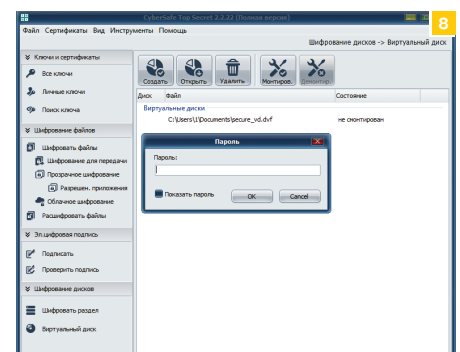 CyberSafe Top Secret 2.2.22 [Полная версия]
8
Файл Сертификаты Вид Инструменты Помощь
Шифрование дисков -> Виртуальный диск
Ключи и сертификаты
Все ключи
Личные ключи
Поиск ключа
Шифрование файлов
Шифровать файлы
Шифрование для передачи
Прозрачное шифрование
Разрешен. приложения
Облачное шифрование
Расшифровать файлы
Эл.цифровая подпись
Подписать
Проверить подпись
Шифрование дисков
Шифровать раздел
Виртуальный диск
Создать Открыть Удалить Монтиров. Демонтир.
Диск Файл Состояние
Виртуальные диски
C:\Users\1\Documents\secure_vd.dvf не смонтирован
Пароль
Пароль:
Показать пароль OK Cancel